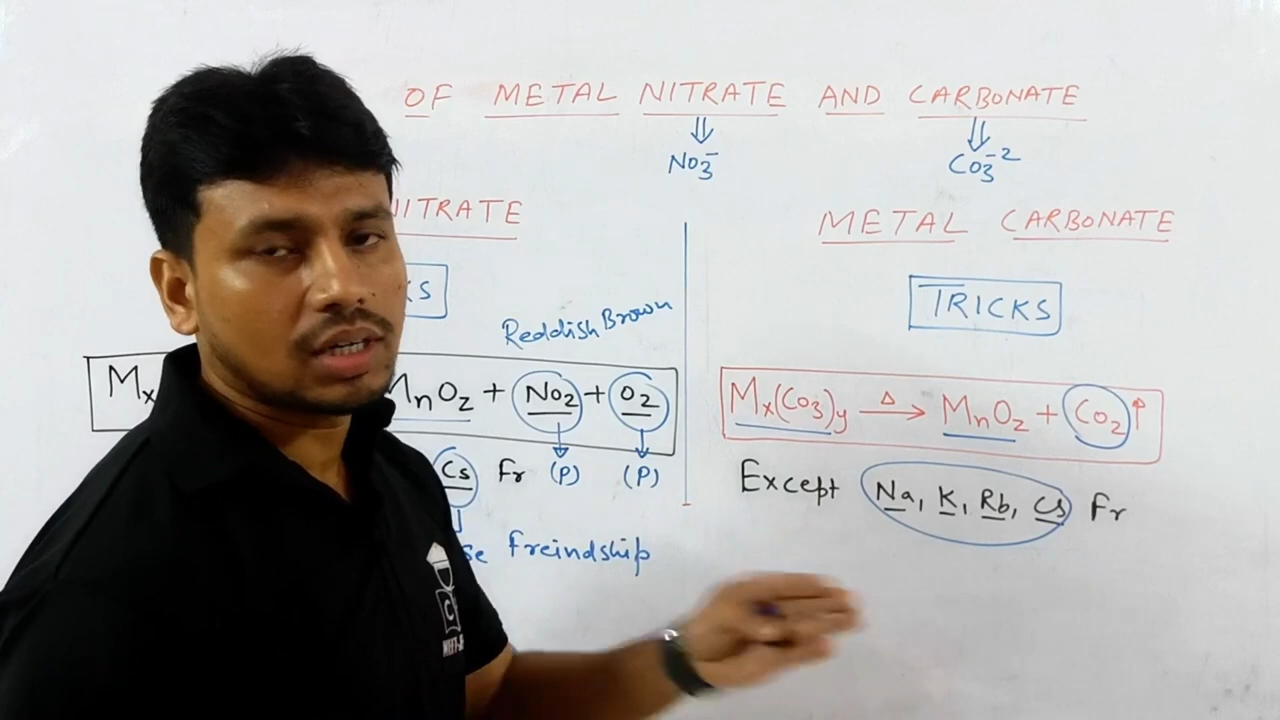 OF METAL NITRATE AND CARBONATE
⇓ ⇓
NO3⁻ CO3⁻²
NITRATE
KS
Reddish Brown
Mx MnOz + NO2 + O2
Cs Fr (P) (P)
se Freindship
METAL CARBONATE
TRICKS
Mx(CO3)y Δ→ MnOz + CO2↑
Except Na, K, Rb, Cs Fr
C